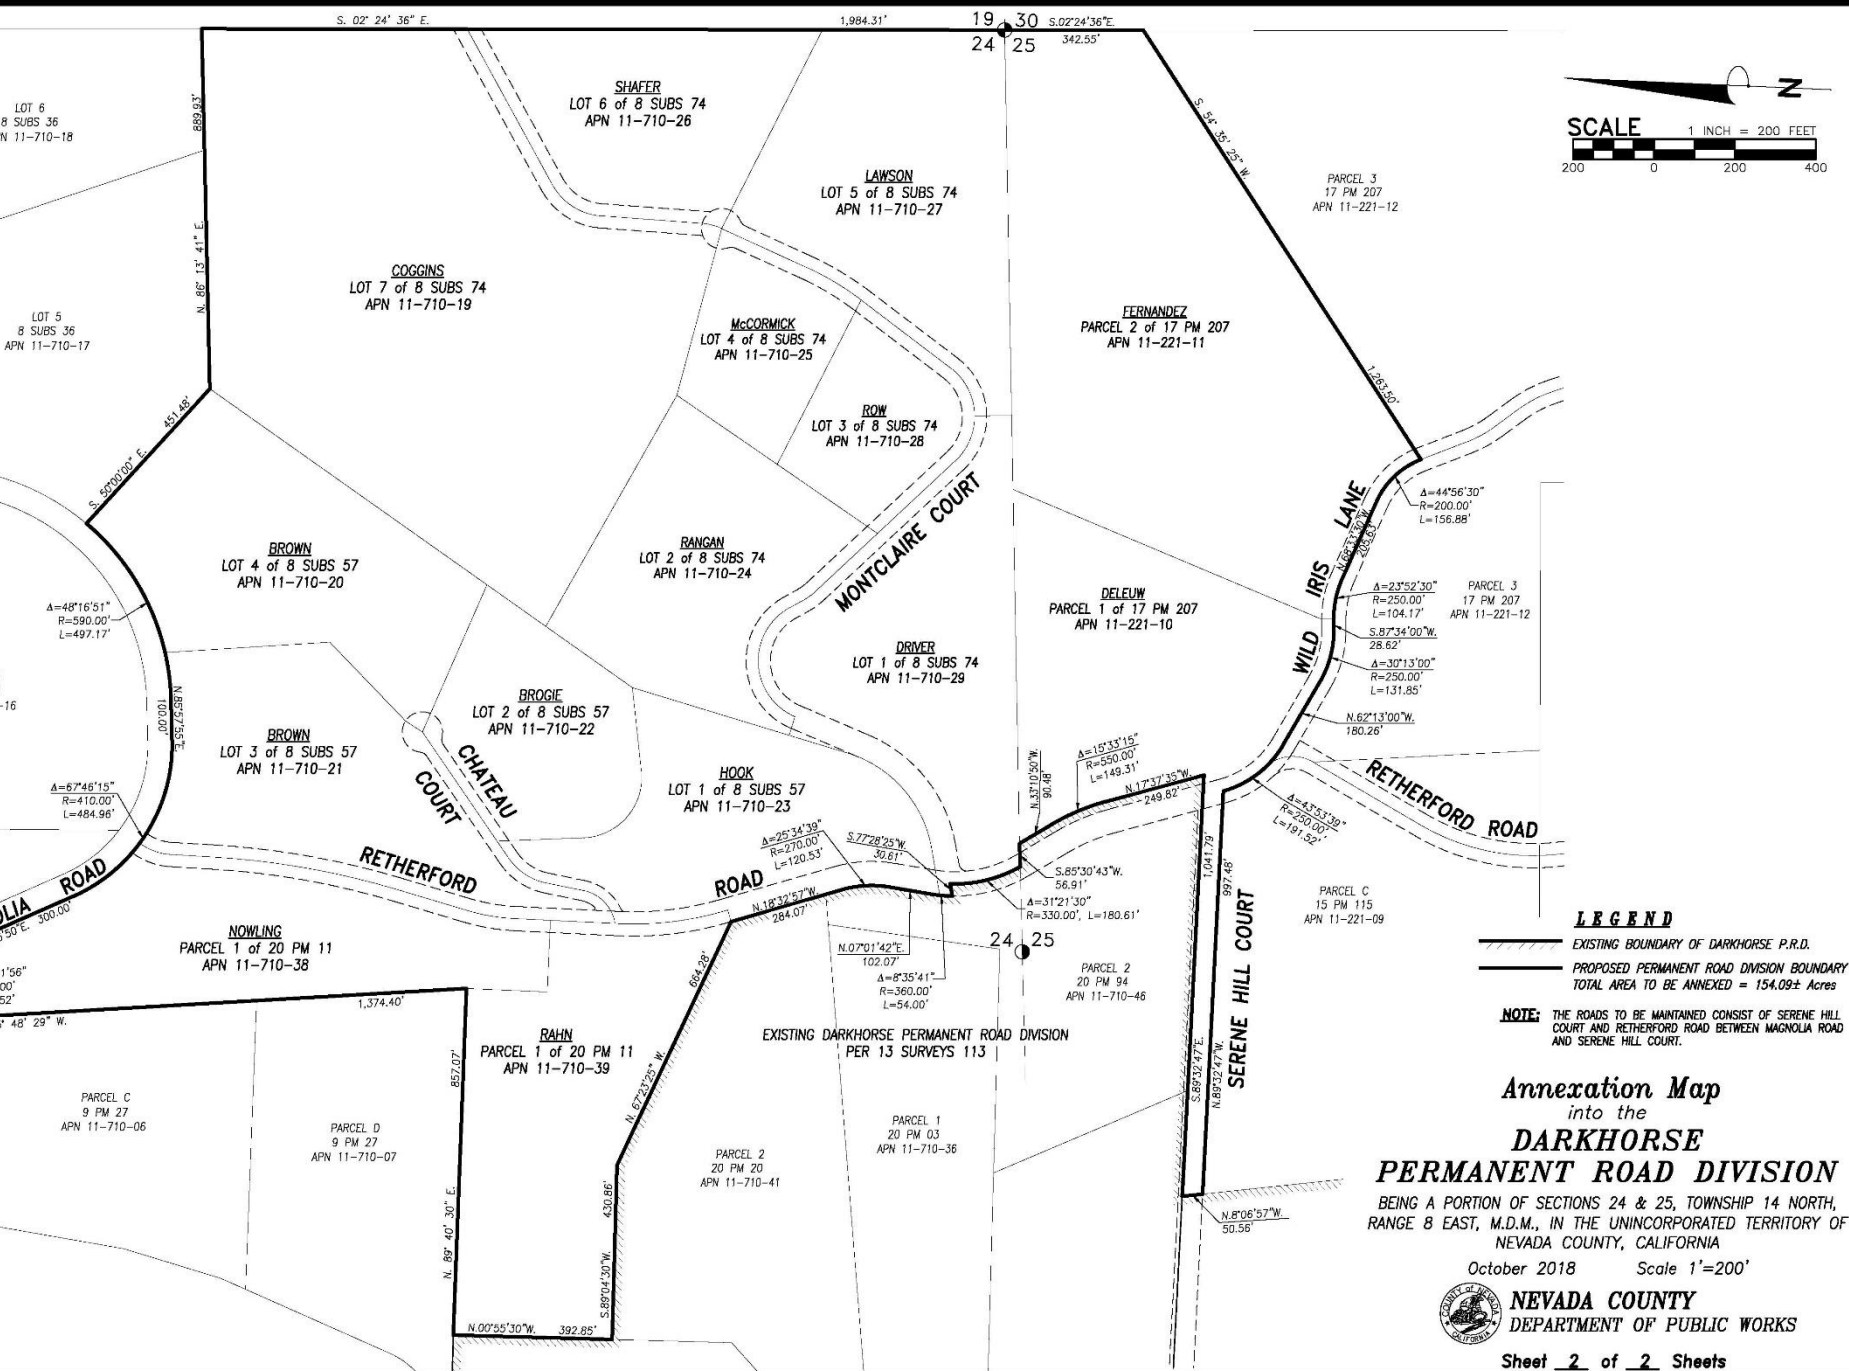 S. 02° 24' 36" E.
1,984.31'
19 30
24 25
S.02°24'36"E.
342.55'
N
SCALE
1 INCH = 200 FEET
200 0 200 400
LOT 6
8 SUBS 36
N 11-710-18
889.93'
N. 86° 13' 41" E.
SHAFER
LOT 6 of 8 SUBS 74
APN 11-710-26
LAWSON
LOT 5 of 8 SUBS 74
APN 11-710-27
S. 54° 35' 25" W.
1,263.50'
PARCEL 3
17 PM 207
APN 11-221-12
COGGINS
LOT 7 of 8 SUBS 74
APN 11-710-19
LOT 5
8 SUBS 36
APN 11-710-17
McCORMICK
LOT 4 of 8 SUBS 74
APN 11-710-25
FERNANDEZ
PARCEL 2 of 17 PM 207
APN 11-221-11
ROW
LOT 3 of 8 SUBS 74
APN 11-710-28
451.48'
S. 50°00'00" E.
MONTCLAIRE COURT
WILD IRIS LANE
N.68°33'30"W.
205.63'
Δ=44°56'30"
R=200.00'
L=156.88'
BROWN
LOT 4 of 8 SUBS 57
APN 11-710-20
RANGAN
LOT 2 of 8 SUBS 74
APN 11-710-24
DELEUW
PARCEL 1 of 17 PM 207
APN 11-221-10
Δ=23°52'30"
R=250.00'
L=104.17'
PARCEL 3
17 PM 207
APN 11-221-12
Δ=48°16'51"
R=590.00'
L=497.17'
S.87°34'00"W.
28.62'
DRIVER
LOT 1 of 8 SUBS 74
APN 11-710-29
Δ=30°13'00"
R=250.00'
L=131.85'
-16
N.85°57'55"E.
100.00'
BROGIE
LOT 2 of 8 SUBS 57
APN 11-710-22
N.62°13'00"W.
180.26'
BROWN
LOT 3 of 8 SUBS 57
APN 11-710-21
CHATEAU
COURT
HOOK
LOT 1 of 8 SUBS 57
APN 11-710-23
N.33°10'50"W.
90.48'
Δ=15°33'15"
R=550.00'
L=149.31'
N.17°37'35"W.
249.82'
RETHERFORD ROAD
Δ=67°46'15"
R=410.00'
L=484.96'
Δ=43°53'39"
R=250.00'
L=191.52'
Δ=25°34'39"
R=270.00'
L=120.53'
S.77°28'25"W.
30.61'
RETHERFORD
ROAD
OLIA ROAD
300.00'
'50"E.
N.18°32'57"W.
284.07'
S.85°30'43"W.
56.91'
Δ=31°21'30"
R=330.00', L=180.61'
1,041.79'
997.48'
SERENE HILL COURT
PARCEL C
15 PM 115
APN 11-221-09
NOWLING
PARCEL 1 of 20 PM 11
APN 11-710-38
N.07°01'42"E.
102.07'
Δ=8°35'41"
R=360.00'
L=54.00'
24 25
PARCEL 2
20 PM 94
APN 11-710-46
1'56"
00'
52'
48' 29" W.
1,374.40'
664.28'
N. 67°23'25" W.
LEGEND
EXISTING BOUNDARY OF DARKHORSE P.R.D.
PROPOSED PERMANENT ROAD DIVISION BOUNDARY
TOTAL AREA TO BE ANNEXED = 154.09± Acres
NOTE: THE ROADS TO BE MAINTAINED CONSIST OF SERENE HILL
COURT AND RETHERFORD ROAD BETWEEN MAGNOLIA ROAD
AND SERENE HILL COURT.
RAHN
PARCEL 1 of 20 PM 11
APN 11-710-39
EXISTING DARKHORSE PERMANENT ROAD DIVISION
PER 13 SURVEYS 113
857.07'
N. 89° 40' 30" E.
S.89°32'47"E.
N.89°32'47"W.
PARCEL C
9 PM 27
APN 11-710-06
PARCEL D
9 PM 27
APN 11-710-07
PARCEL 1
20 PM 03
APN 11-710-36
PARCEL 2
20 PM 20
APN 11-710-41
430.86'
S.89°04'30"W.
N.8°06'57"W.
50.56'
N.00°55'30"W. 392.85'
Annexation Map
into the
DARKHORSE
PERMANENT ROAD DIVISION
BEING A PORTION OF SECTIONS 24 & 25, TOWNSHIP 14 NORTH,
RANGE 8 EAST, M.D.M., IN THE UNINCORPORATED TERRITORY OF
NEVADA COUNTY, CALIFORNIA
October 2018 Scale 1'=200'
COUNTY of NEVADA
CALIFORNIA
NEVADA COUNTY
DEPARTMENT OF PUBLIC WORKS
Sheet 2 of 2 Sheets